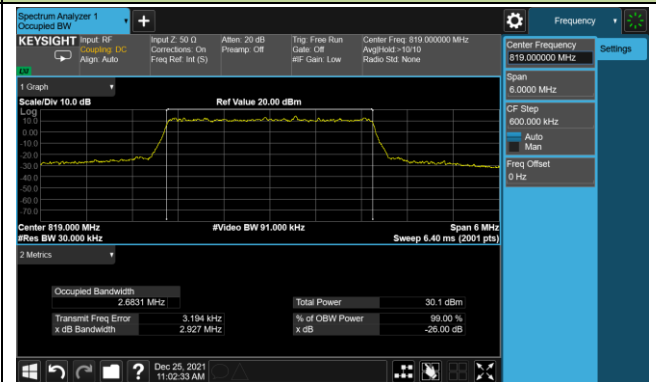 Spectrum Analyzer 1
Occupied BW
Frequency
KEYSIGHT
Input: RF
Coupling: DC
Align: Auto
Input Z: 50 Ω
Corrections: On
Freq Ref: Int (S)
Atten: 20 dB
Preamp: Off
Trig: Free Run
Gate: Off
#IF Gain: Low
Center Freq: 819.000000 MHz
Avg|Hold:>10/10
Radio Std: None
Center Frequency
819.000000 MHz
Settings
Span
6.0000 MHz
CF Step
600.000 kHz
Auto
Man
Freq Offset
0 Hz
1 Graph
Scale/Div 10.0 dB
Ref Value 20.00 dBm
Log
10.0
0.00
-10.0
-20.0
-30.0
-40.0
-50.0
-60.0
-70.0
Center 819.000 MHz
#Video BW 91.000 kHz
Span 6 MHz
#Res BW 30.000 kHz
Sweep 6.40 ms (2001 pts)
2 Metrics
Occupied Bandwidth
2.6831 MHz
Total Power
30.1 dBm
Transmit Freq Error
3.194 kHz
% of OBW Power
99.00 %
x dB Bandwidth
2.927 MHz
x dB
-26.00 dB
Dec 25, 2021
11:02:33 AM